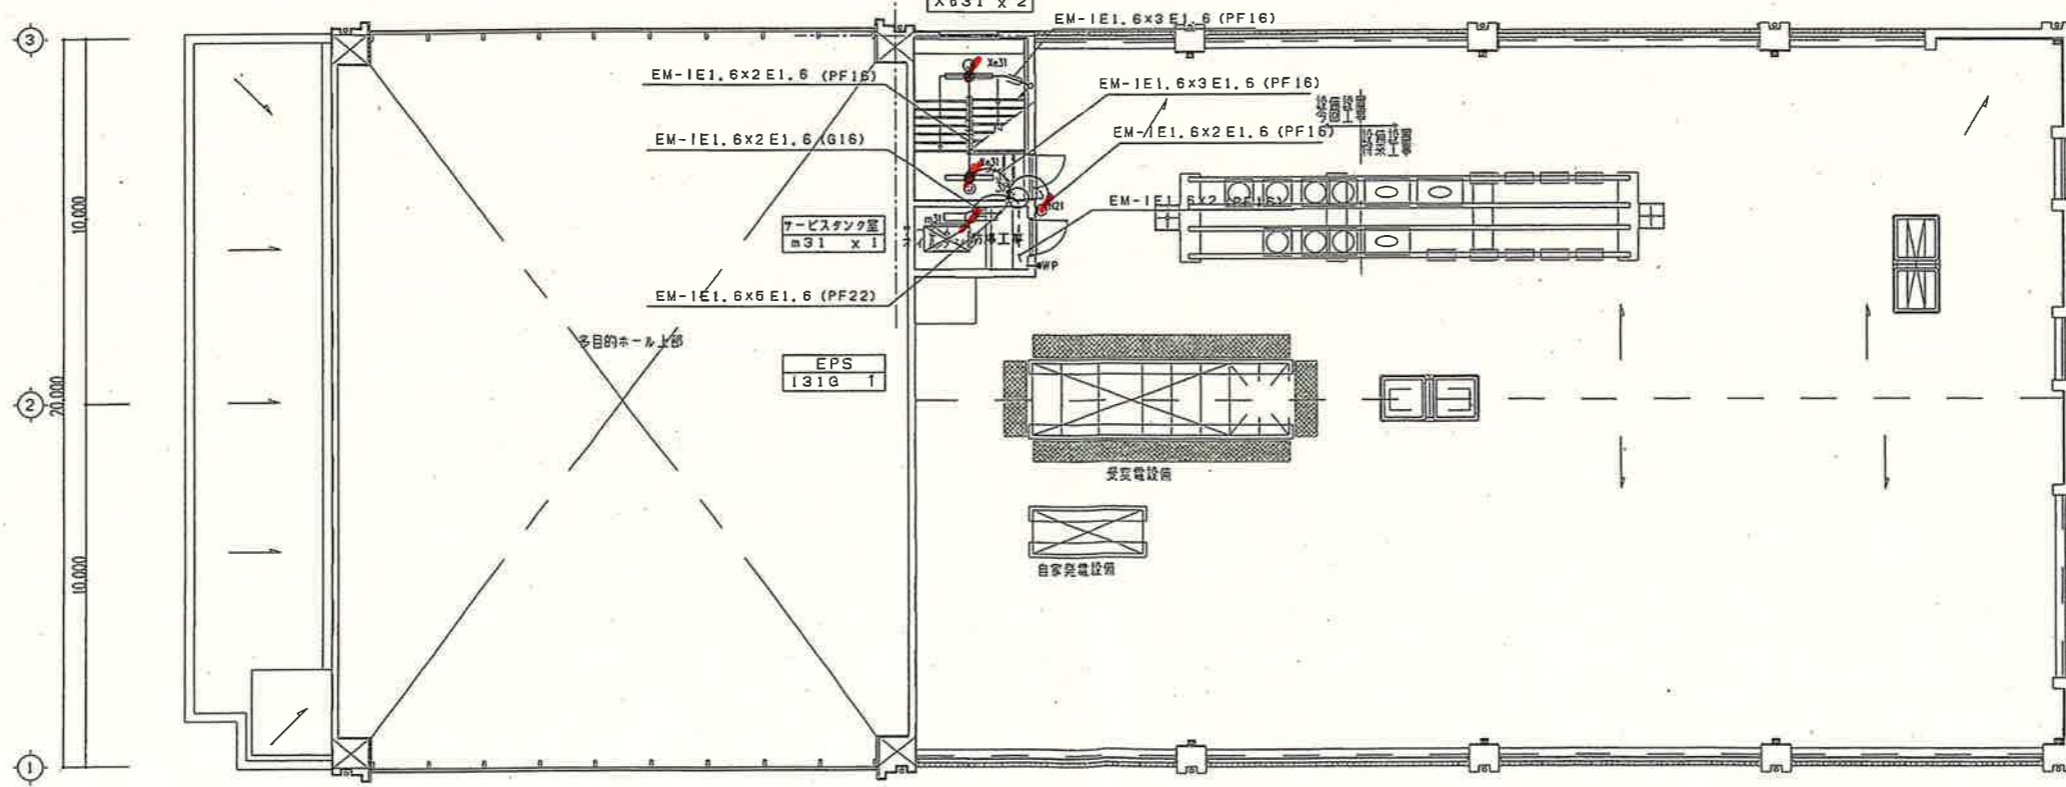 X631 x 2
EM-IE1.6x3 E1.6 (PF16)
3
Xe31
EM-IE1.6x2 E1.6 (PF16)
EM-IE1.6x3 E1.6 (PF16)
EM-IE1.6x2 E1.6 (G16)
Xe31
EM-IE1.6x2 E1.6 (PF16)
10,000
サービスタンク室
m31 x 1
m31
防爆工事
EM-IE1.6x2 (PF16)
WP
EM-IE1.6x5 E1.6 (PF22)
多目的ホール上部
EPS
131G 1
2
20,000
受変電設備
自家発電設備
10,000
1